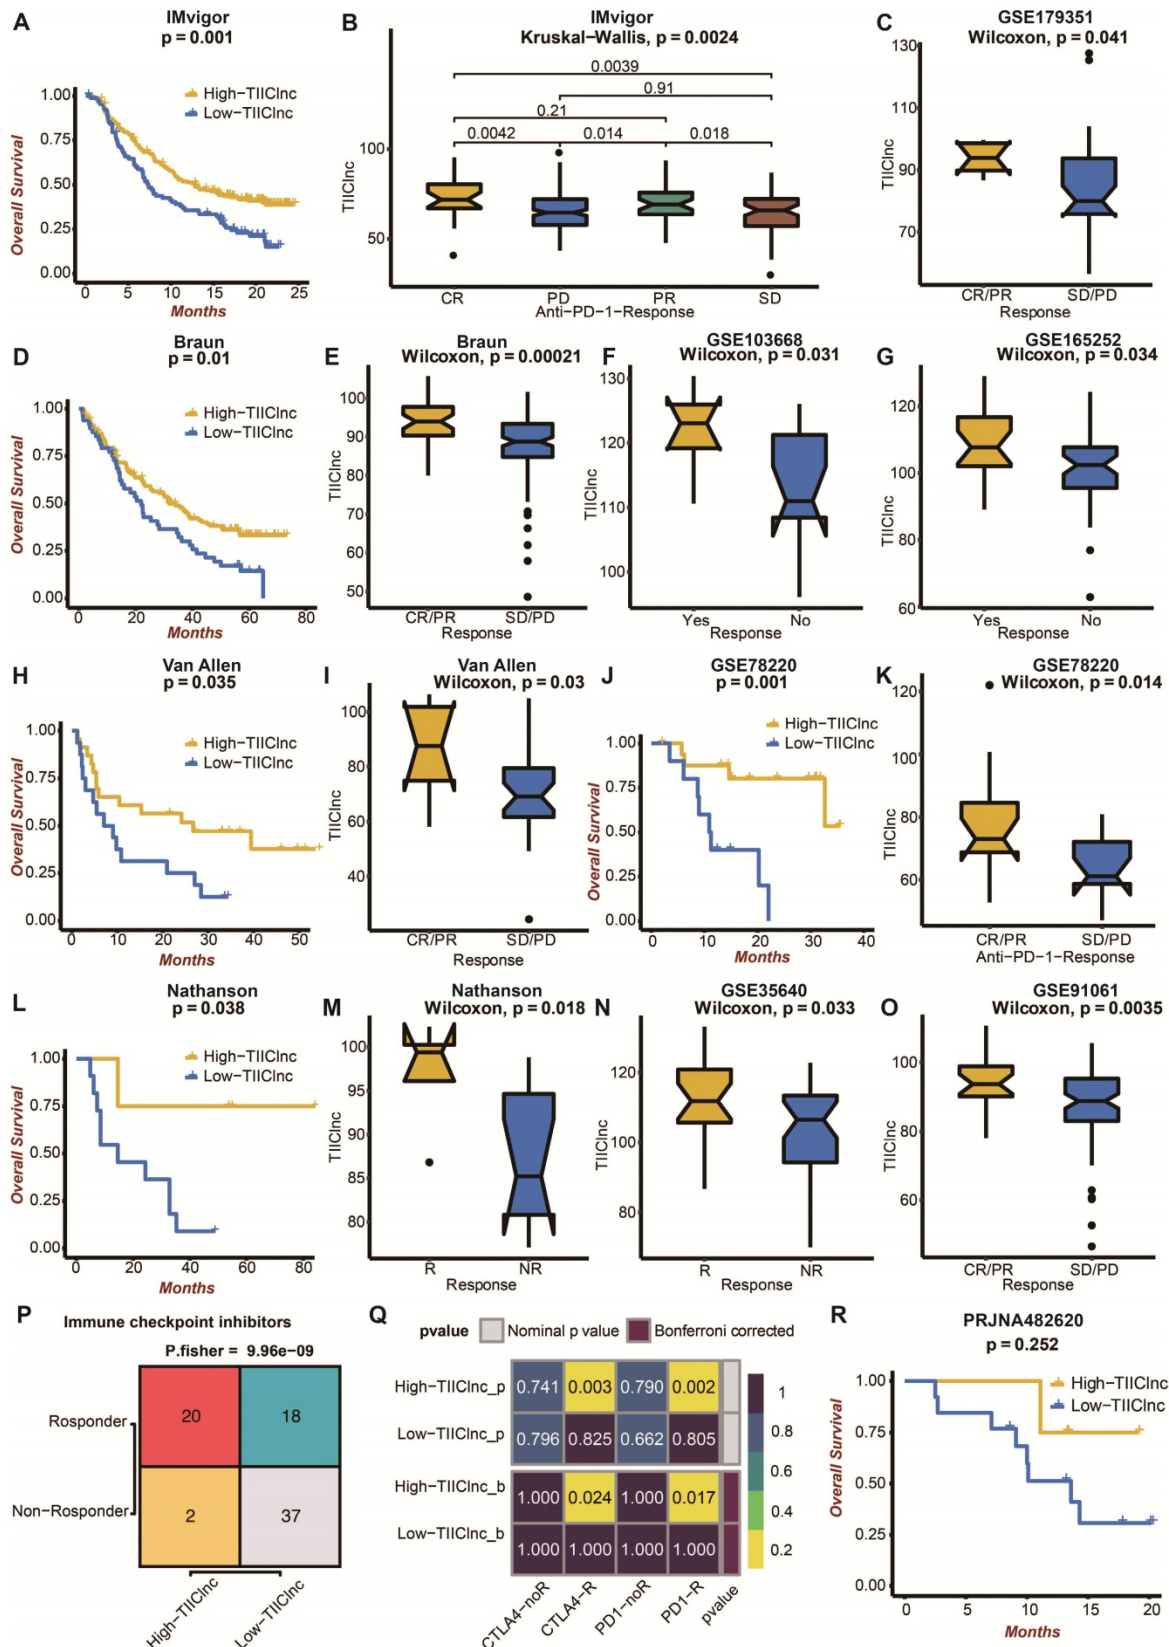 A
IMvigor
p = 0.001
High-TIIClnc
Low-TIIClnc
1.00
0.75
0.50
0.25
0.00
Overall Survival
0 5 10 15 20 25
Months
B
IMvigor
Kruskal-Wallis, p = 0.0024
0.0039
0.91
0.21
0.0042 0.014 0.018
100
50
TIIClnc
CR PD PR SD
Anti-PD-1-Response
C
GSE179351
Wilcoxon, p = 0.041
130
110
90
70
TIIClnc
CR/PR SD/PD
Response
D
Braun
p = 0.01
High-TIIClnc
Low-TIIClnc
1.00
0.75
0.50
0.25
0.00
Overall Survival
0 20 40 60 80
Months
E
Braun
Wilcoxon, p = 0.00021
100
90
80
70
60
50
TIIClnc
CR/PR SD/PD
Response
F
GSE103668
Wilcoxon, p = 0.031
130
120
110
100
TIIClnc
Yes No
Response
G
GSE165252
Wilcoxon, p = 0.034
120
100
80
60
TIIClnc
Yes No
Response
H
Van Allen
p = 0.035
High-TIIClnc
Low-TIIClnc
1.00
0.75
0.50
0.25
0.00
Overall Survival
0 10 20 30 40 50
Months
I
Van Allen
Wilcoxon, p = 0.03
100
80
60
40
TIIClnc
CR/PR SD/PD
Response
J
GSE78220
p = 0.001
High-TIIClnc
Low-TIIClnc
1.00
0.75
0.50
0.25
0.00
Overall Survival
0 10 20 30 40
Months
K
GSE78220
Wilcoxon, p = 0.014
120
100
80
60
TIIClnc
CR/PR SD/PD
Anti-PD-1-Response
L
Nathanson
p = 0.038
High-TIIClnc
Low-TIIClnc
1.00
0.75
0.50
0.25
0.00
Overall Survival
0 20 40 60 80
Months
M
Nathanson
Wilcoxon, p = 0.018
100
95
90
85
80
TIIClnc
R NR
Response
N
GSE35640
Wilcoxon, p = 0.033
120
100
80
TIIClnc
R NR
Response
O
GSE91061
Wilcoxon, p = 0.0035
100
80
60
TIIClnc
CR/PR SD/PD
Response
P
Immune checkpoint inhibitors
P.fisher = 9.96e-09
Rosponder
20 18
Non-Rosponder
2 37
High-TIIClnc Low-TIIClnc
Q
pvalue Nominal p value Bonferroni corrected
High-TIIClnc_p 0.741 0.003 0.790 0.002
Low-TIIClnc_p 0.796 0.825 0.662 0.805
High-TIIClnc_b 1.000 0.024 1.000 0.017
Low-TIIClnc_b 1.000 1.000 1.000 1.000
CTLA4-noR CTLA4-R PD1-noR PD1-R pvalue
1
0.8
0.6
0.4
0.2
R
PRJNA482620
p = 0.252
High-TIIClnc
Low-TIIClnc
1.00
0.75
0.50
0.25
0.00
Overall Survival
0 5 10 15 20
Months